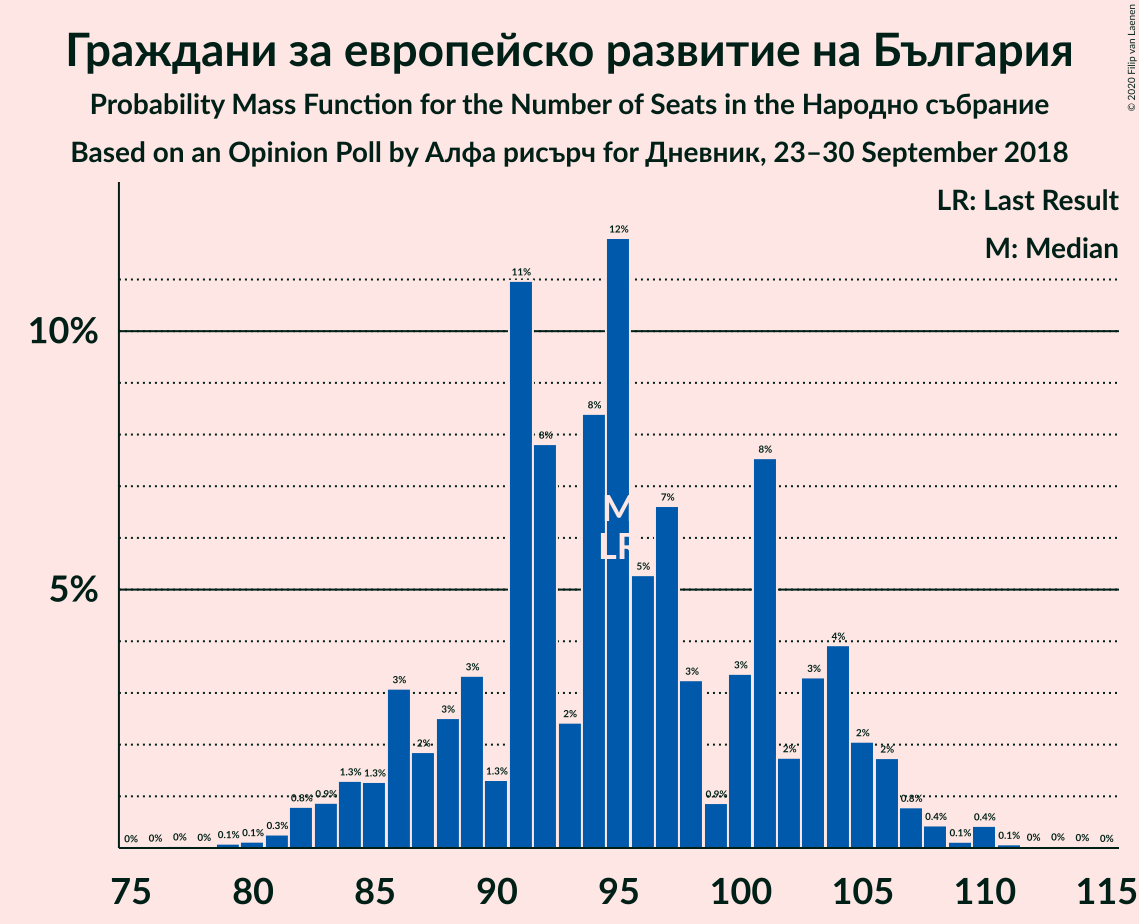 Граждани за европейско развитие на България
Probability Mass Function for the Number of Seats in the Народно събрание
Based on an Opinion Poll by Алфа рисърч for Дневник, 23–30 September 2018
© 2020 Filip van Laenen
LR: Last Result
M: Median
10%
5%
0% 0% 0% 0% 0.1% 0.1% 0.3% 0.8% 0.9% 1.3% 1.3% 3% 2% 3% 3% 1.3% 11% 8% 2% 8% 12% 5% 7% 3% 0.9% 3% 8% 2% 3% 4% 2% 2% 0.8% 0.4% 0.1% 0.4% 0.1% 0% 0% 0% 0%
M
LR
75 80 85 90 95 100 105 110 115